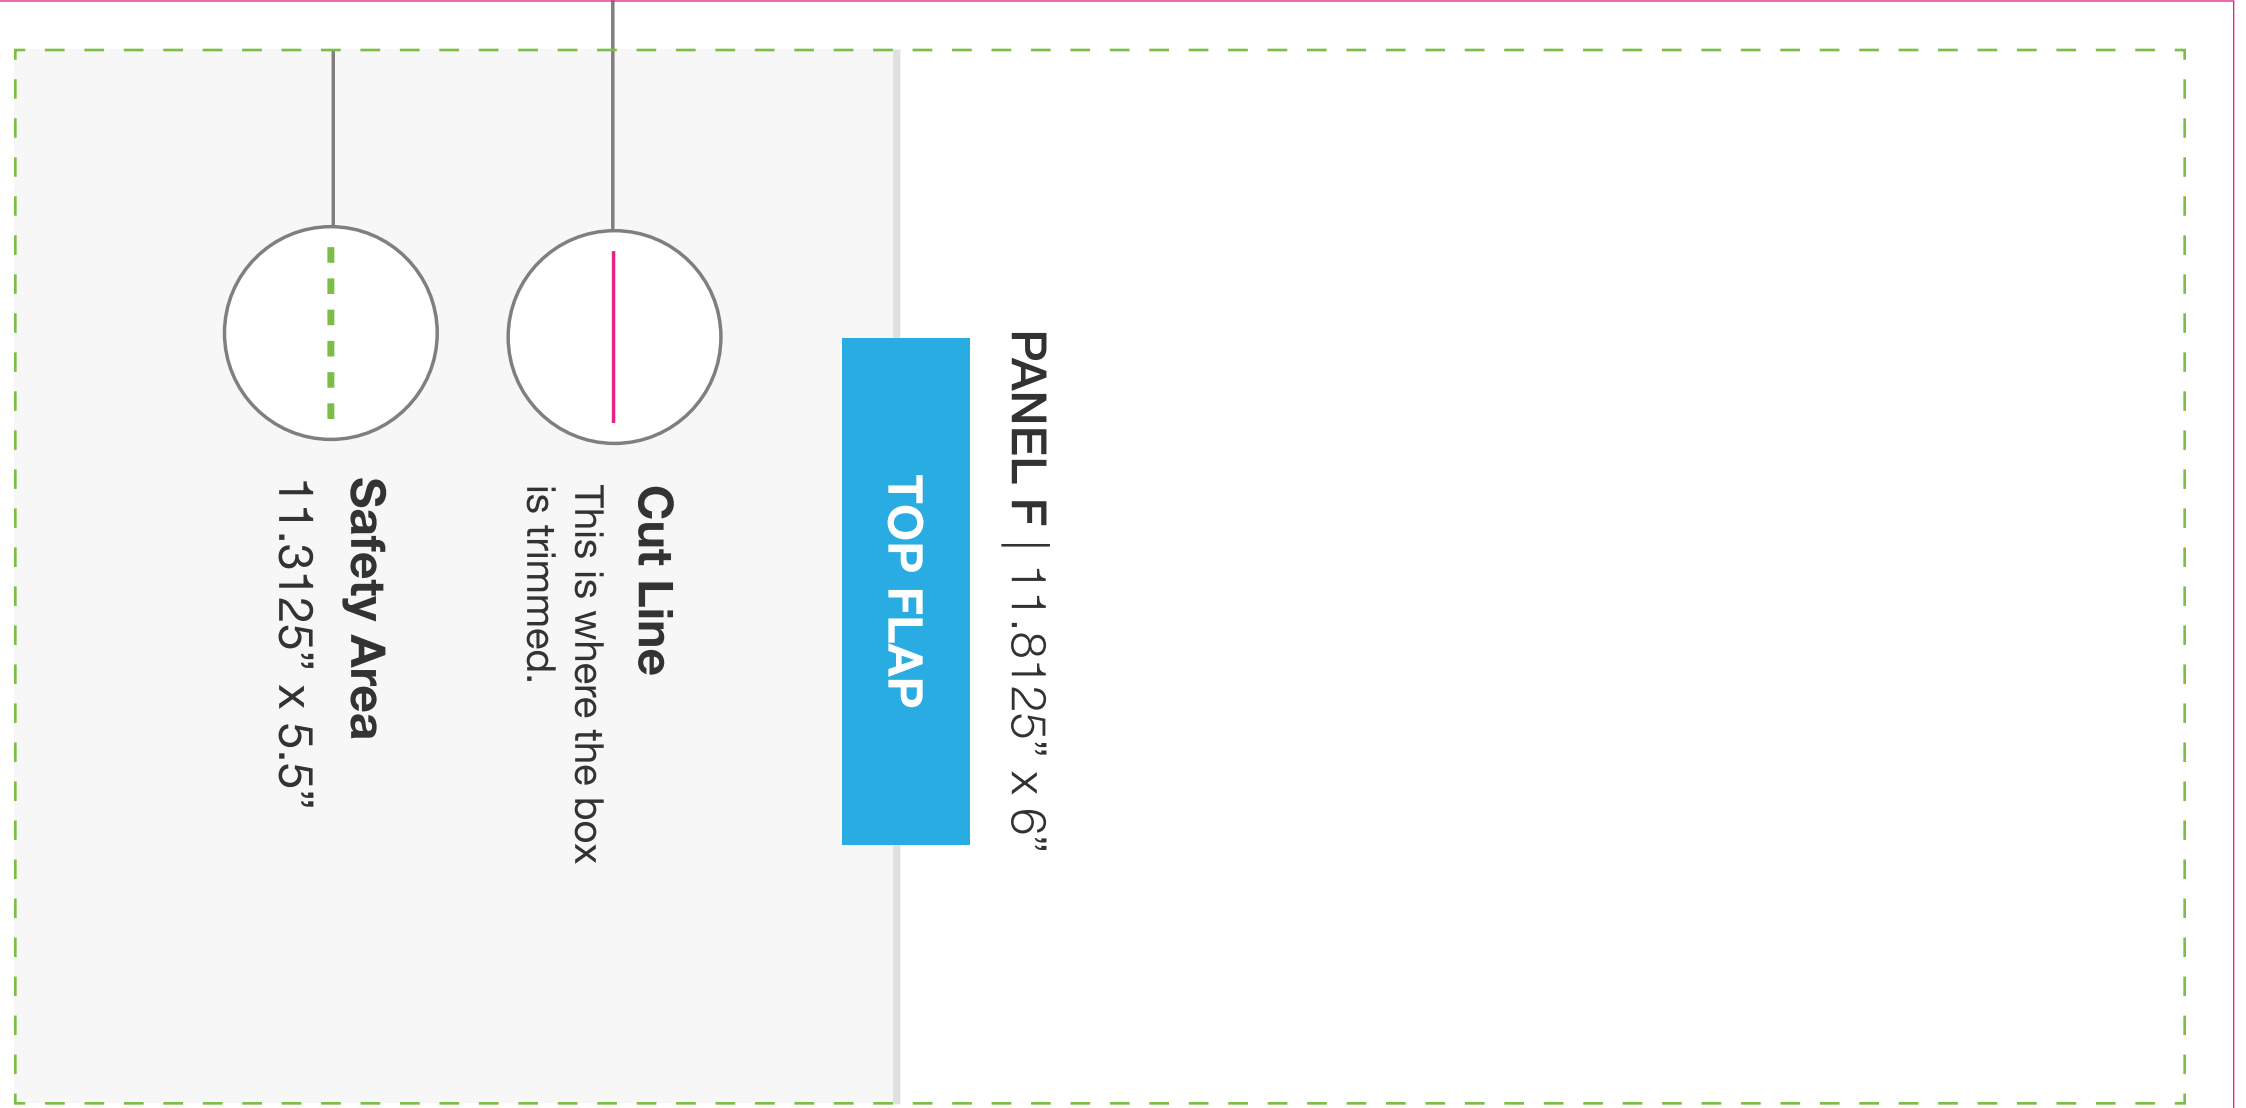 TOP FLAP
PANEL F | 11.8125” x 6”
Cut Line
This is where the box
is trimmed.
Safety Area
11.3125” x 5.5”